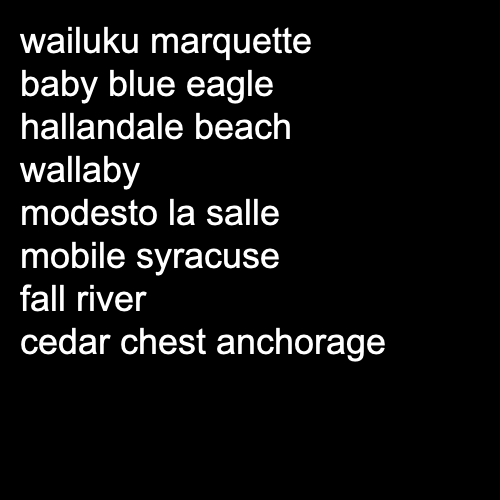 wailuku marquette
baby blue eagle
hallandale beach
wallaby
modesto la salle
mobile syracuse
fall river
cedar chest anchorage